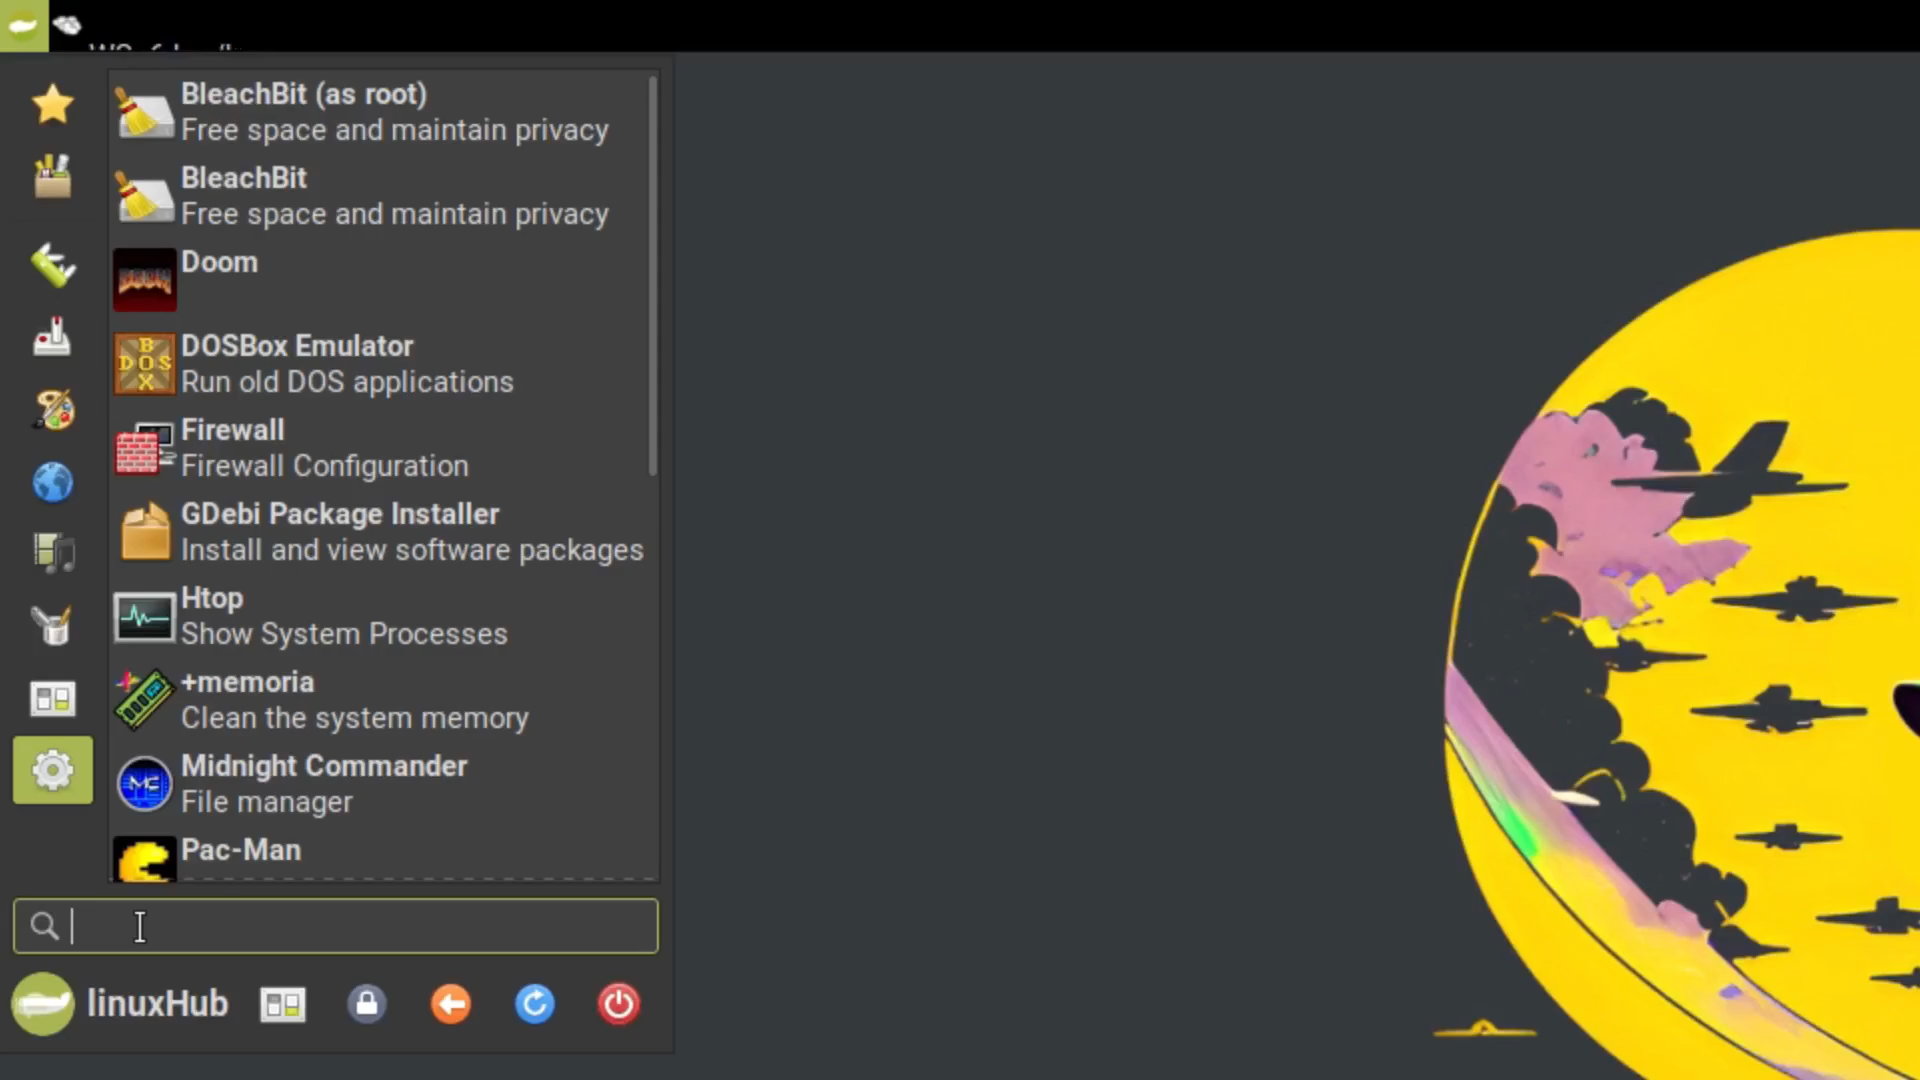 BleachBit (as root)
Free space and maintain privacy
BleachBit
Free space and maintain privacy
Doom
DOSBox Emulator
Run old DOS applications
Firewall
Firewall Configuration
GDebi Package Installer
Install and view software packages
Htop
Show System Processes
+memoria
Clean the system memory
Midnight Commander
File manager
Pac-Man
linuxHub